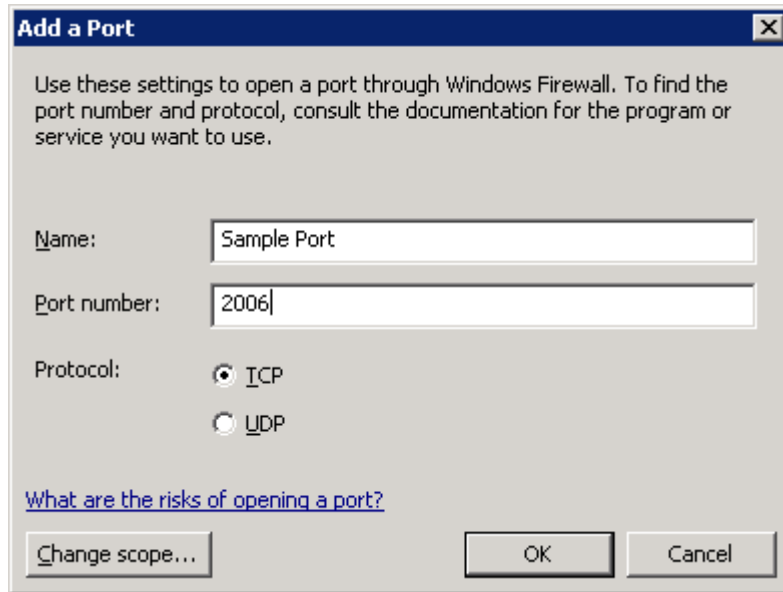 Add a Port
Use these settings to open a port through Windows Firewall. To find the
port number and protocol, consult the documentation for the program or
service you want to use.
Name: Sample Port
Port number: 2006
Protocol: TCP
UDP
What are the risks of opening a port?
Change scope... OK Cancel